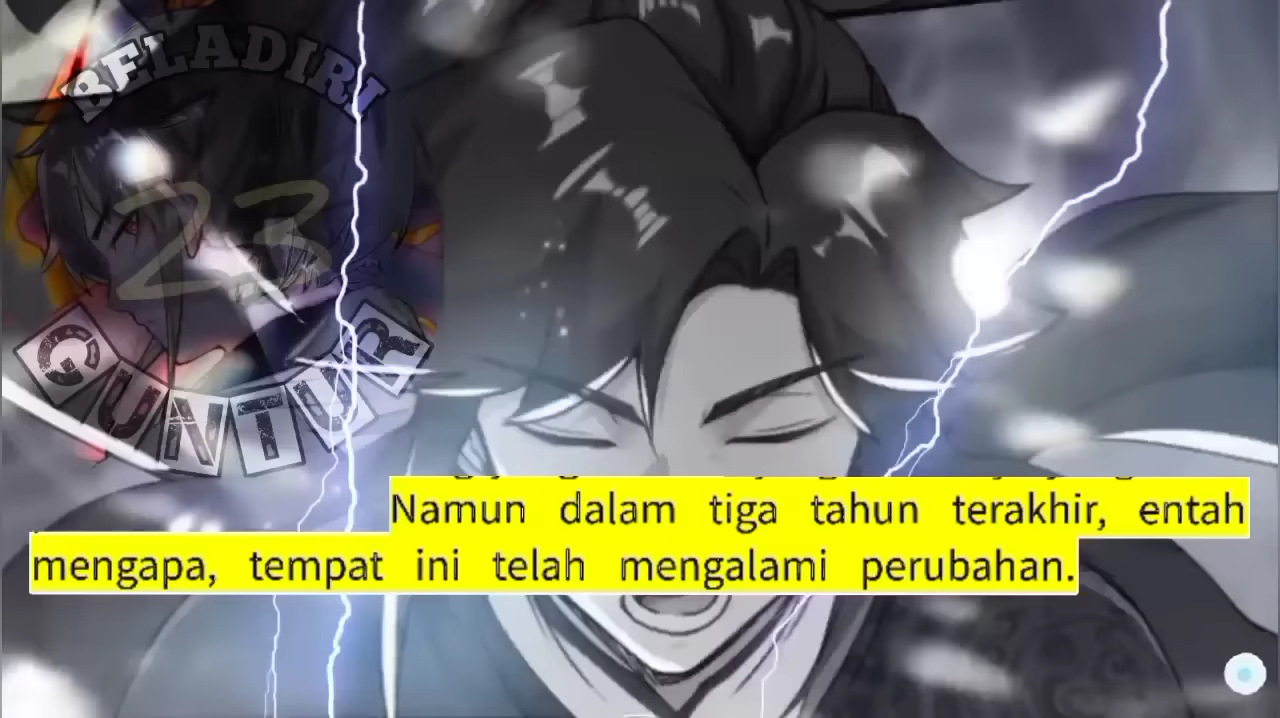 BELADIRI
23
GUNTUR
Namun dalam tiga tahun terakhir, entah
mengapa, tempat ini telah mengalami perubahan.